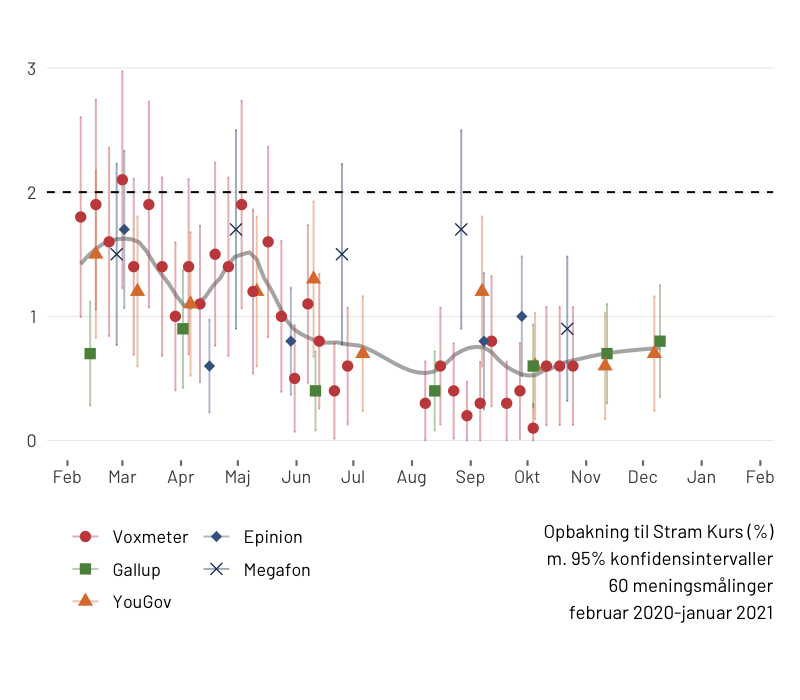 3
2
1
0
Feb Mar Apr Maj Jun Jul Aug Sep Okt Nov Dec Jan Feb
Voxmeter Epinion
Gallup Megafon
YouGov
Opbakning til Stram Kurs (%)
m. 95% konfidensintervaller
60 meningsmålinger
februar 2020-januar 2021